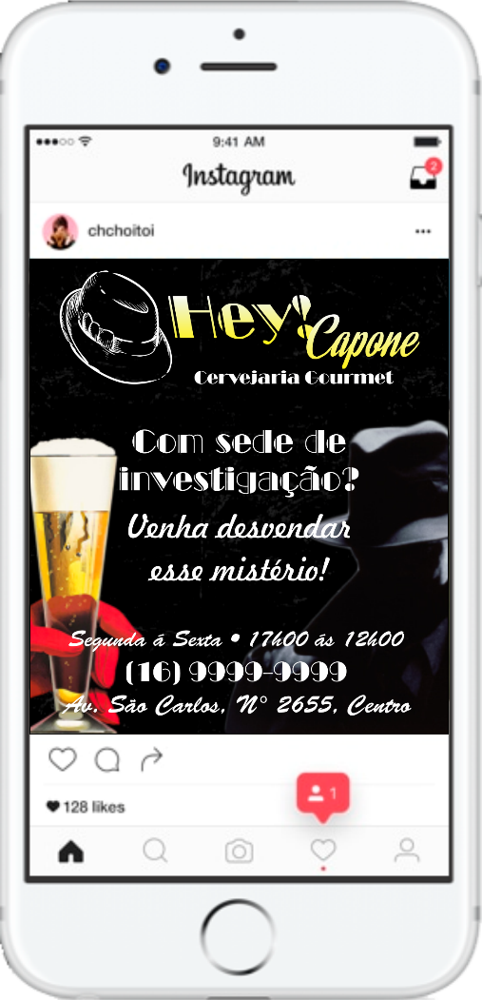 9:41 AM
Instagram
2
chchoitoi
Hey!
Capone
Cervejaria Gourmet
Com sede de
investigação?
Venha desvendar
esse mistério!
Segunda á Sexta • 17h00 ás 12h00
(16) 9999-9999
Av. São Carlos, N° 2655, Centro
128 likes
1